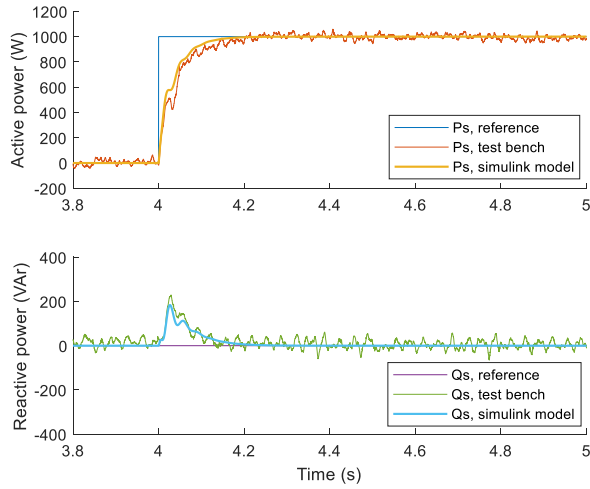 1200
1000
800
600
400
200
0
-200
Active power (W)
Ps, reference
Ps, test bench
Ps, simulink model
3.8 4 4.2 4.4 4.6 4.8 5
400
200
0
-200
-400
Reactive power (VAr)
Qs, reference
Qs, test bench
Qs, simulink model
3.8 4 4.2 4.4 4.6 4.8 5
Time (s)